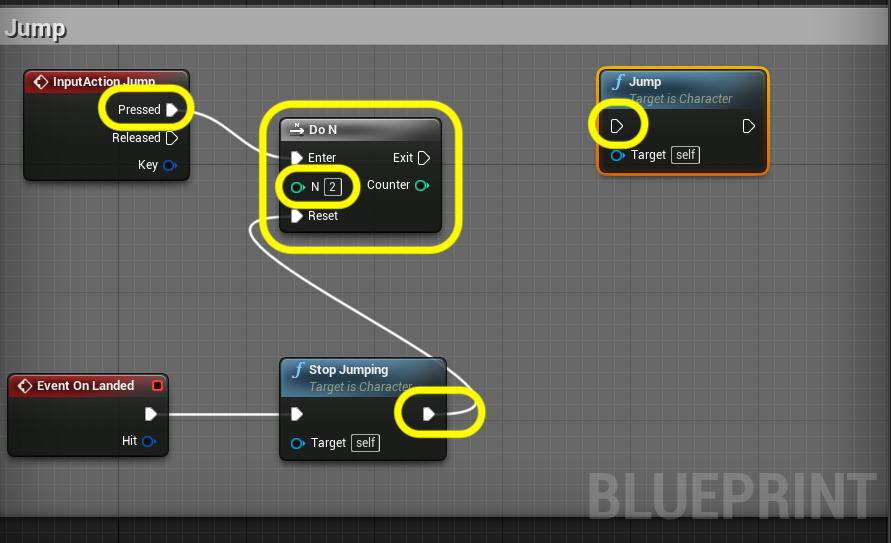 Jump
InputAction Jump
Pressed
Released
Key
N
Do N
Enter
Exit
N 2
Counter
Reset
f Jump
Target is Character
Target self
Event On Landed
Hit
f Stop Jumping
Target is Character
Target self
BLUEPRINT